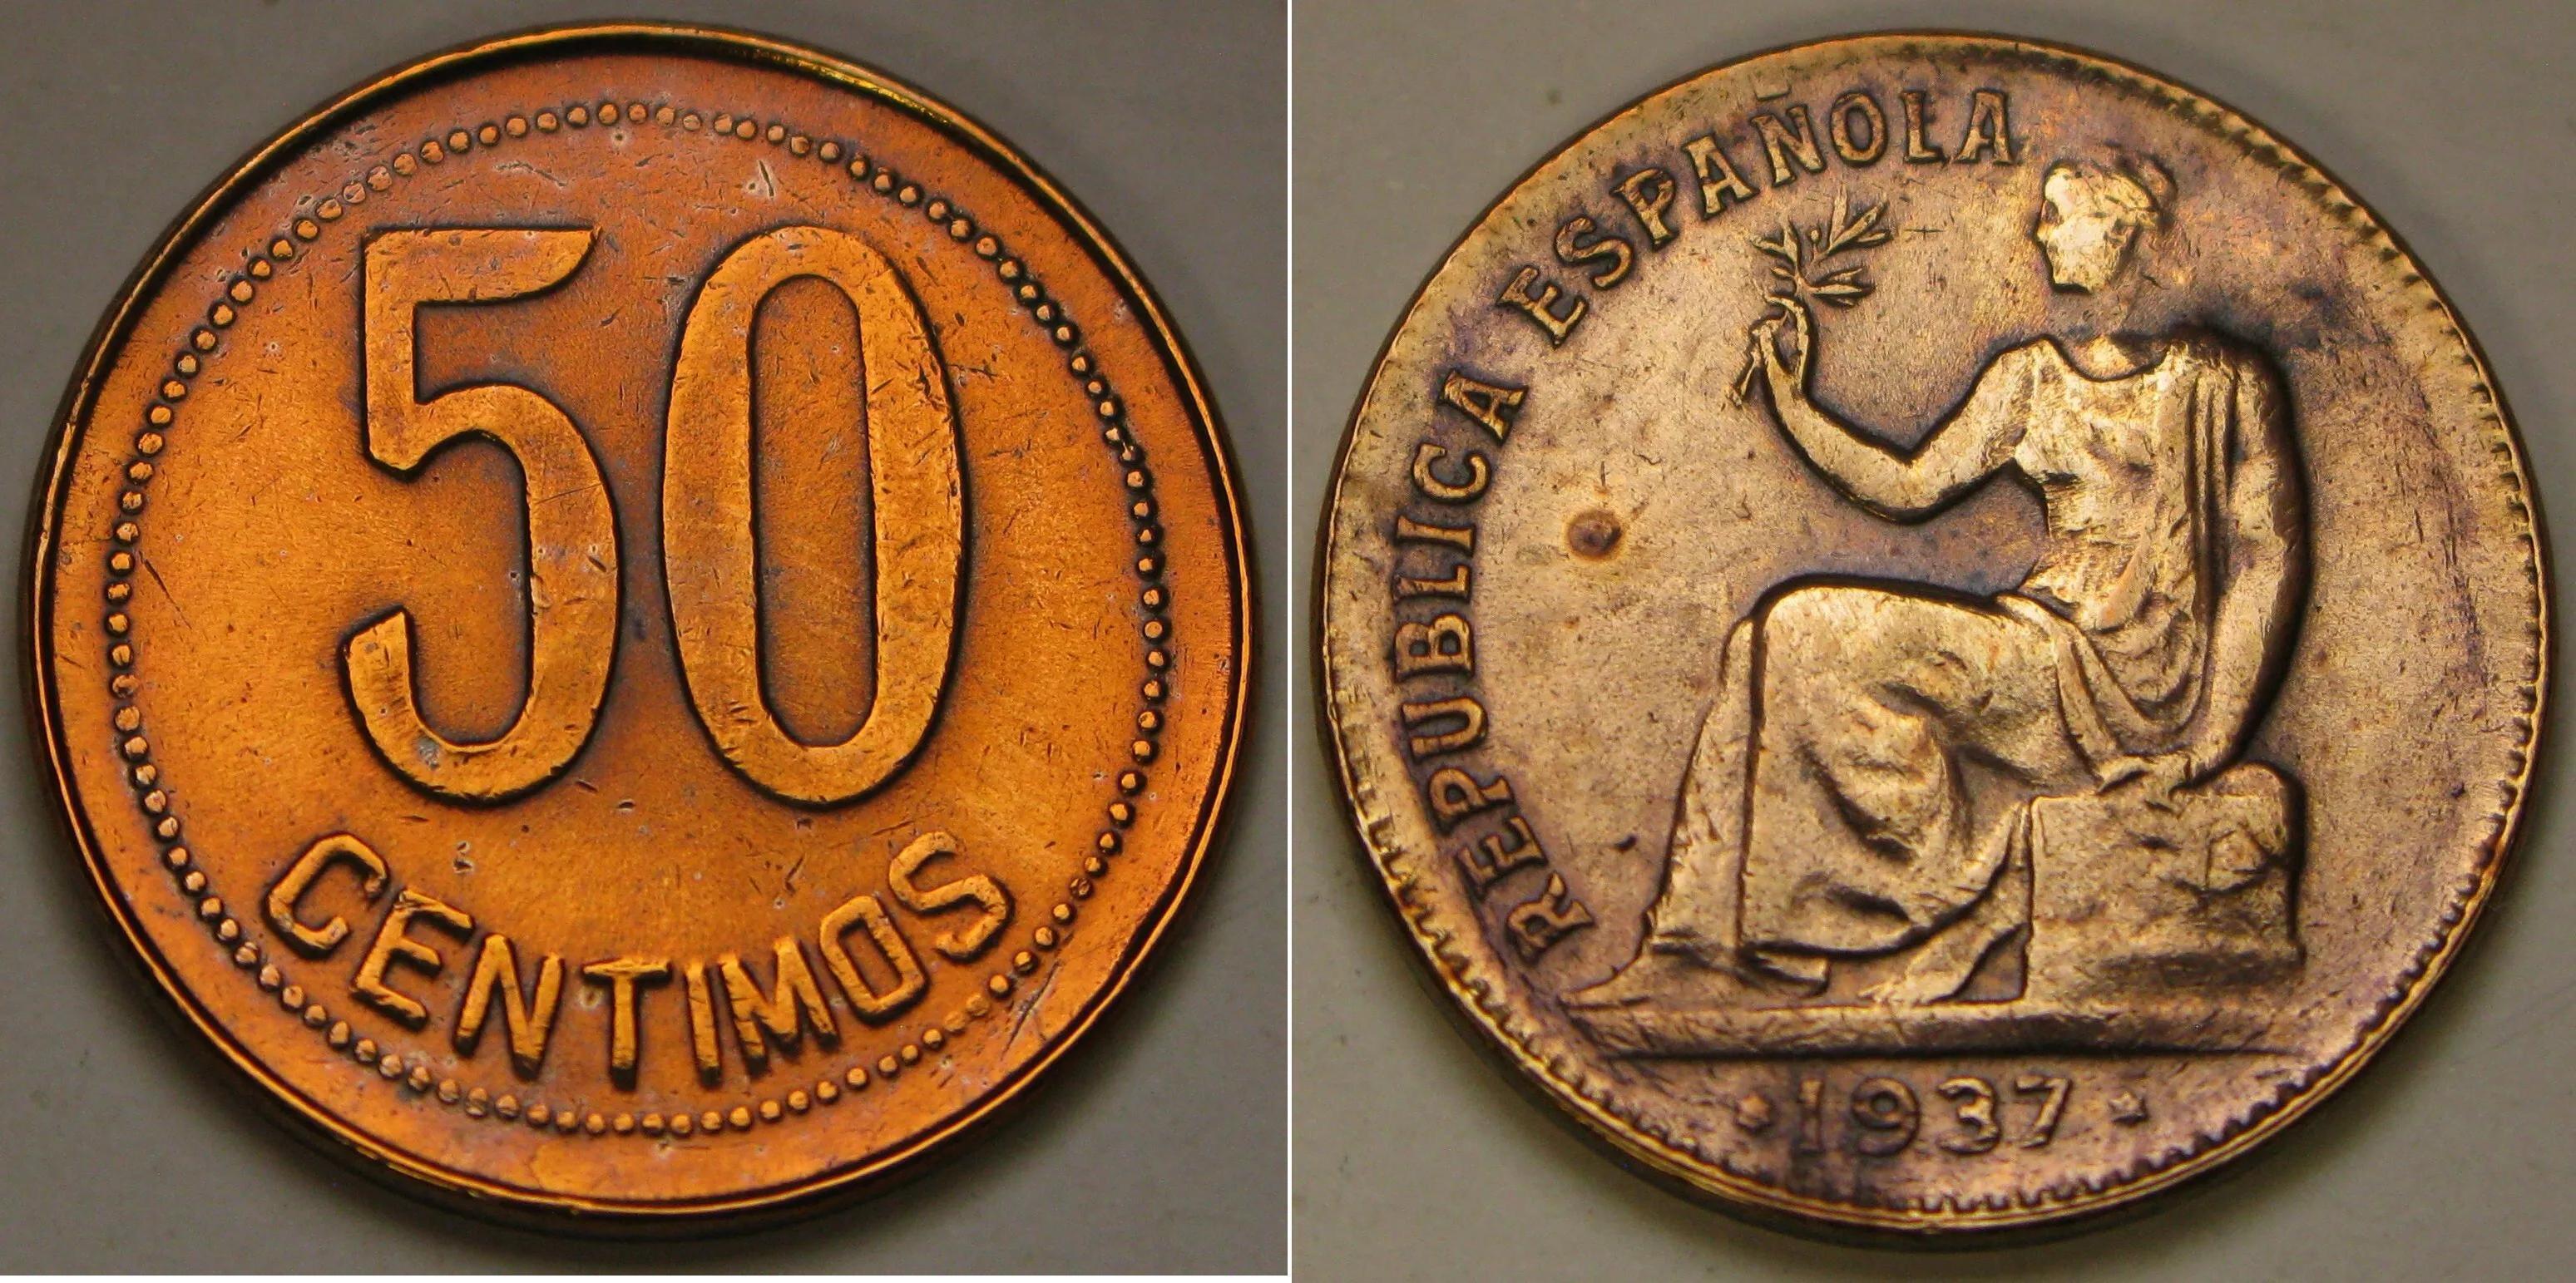 50
CENTIMOS
REPUBLICA ESPAÑOLA
* 1937 *